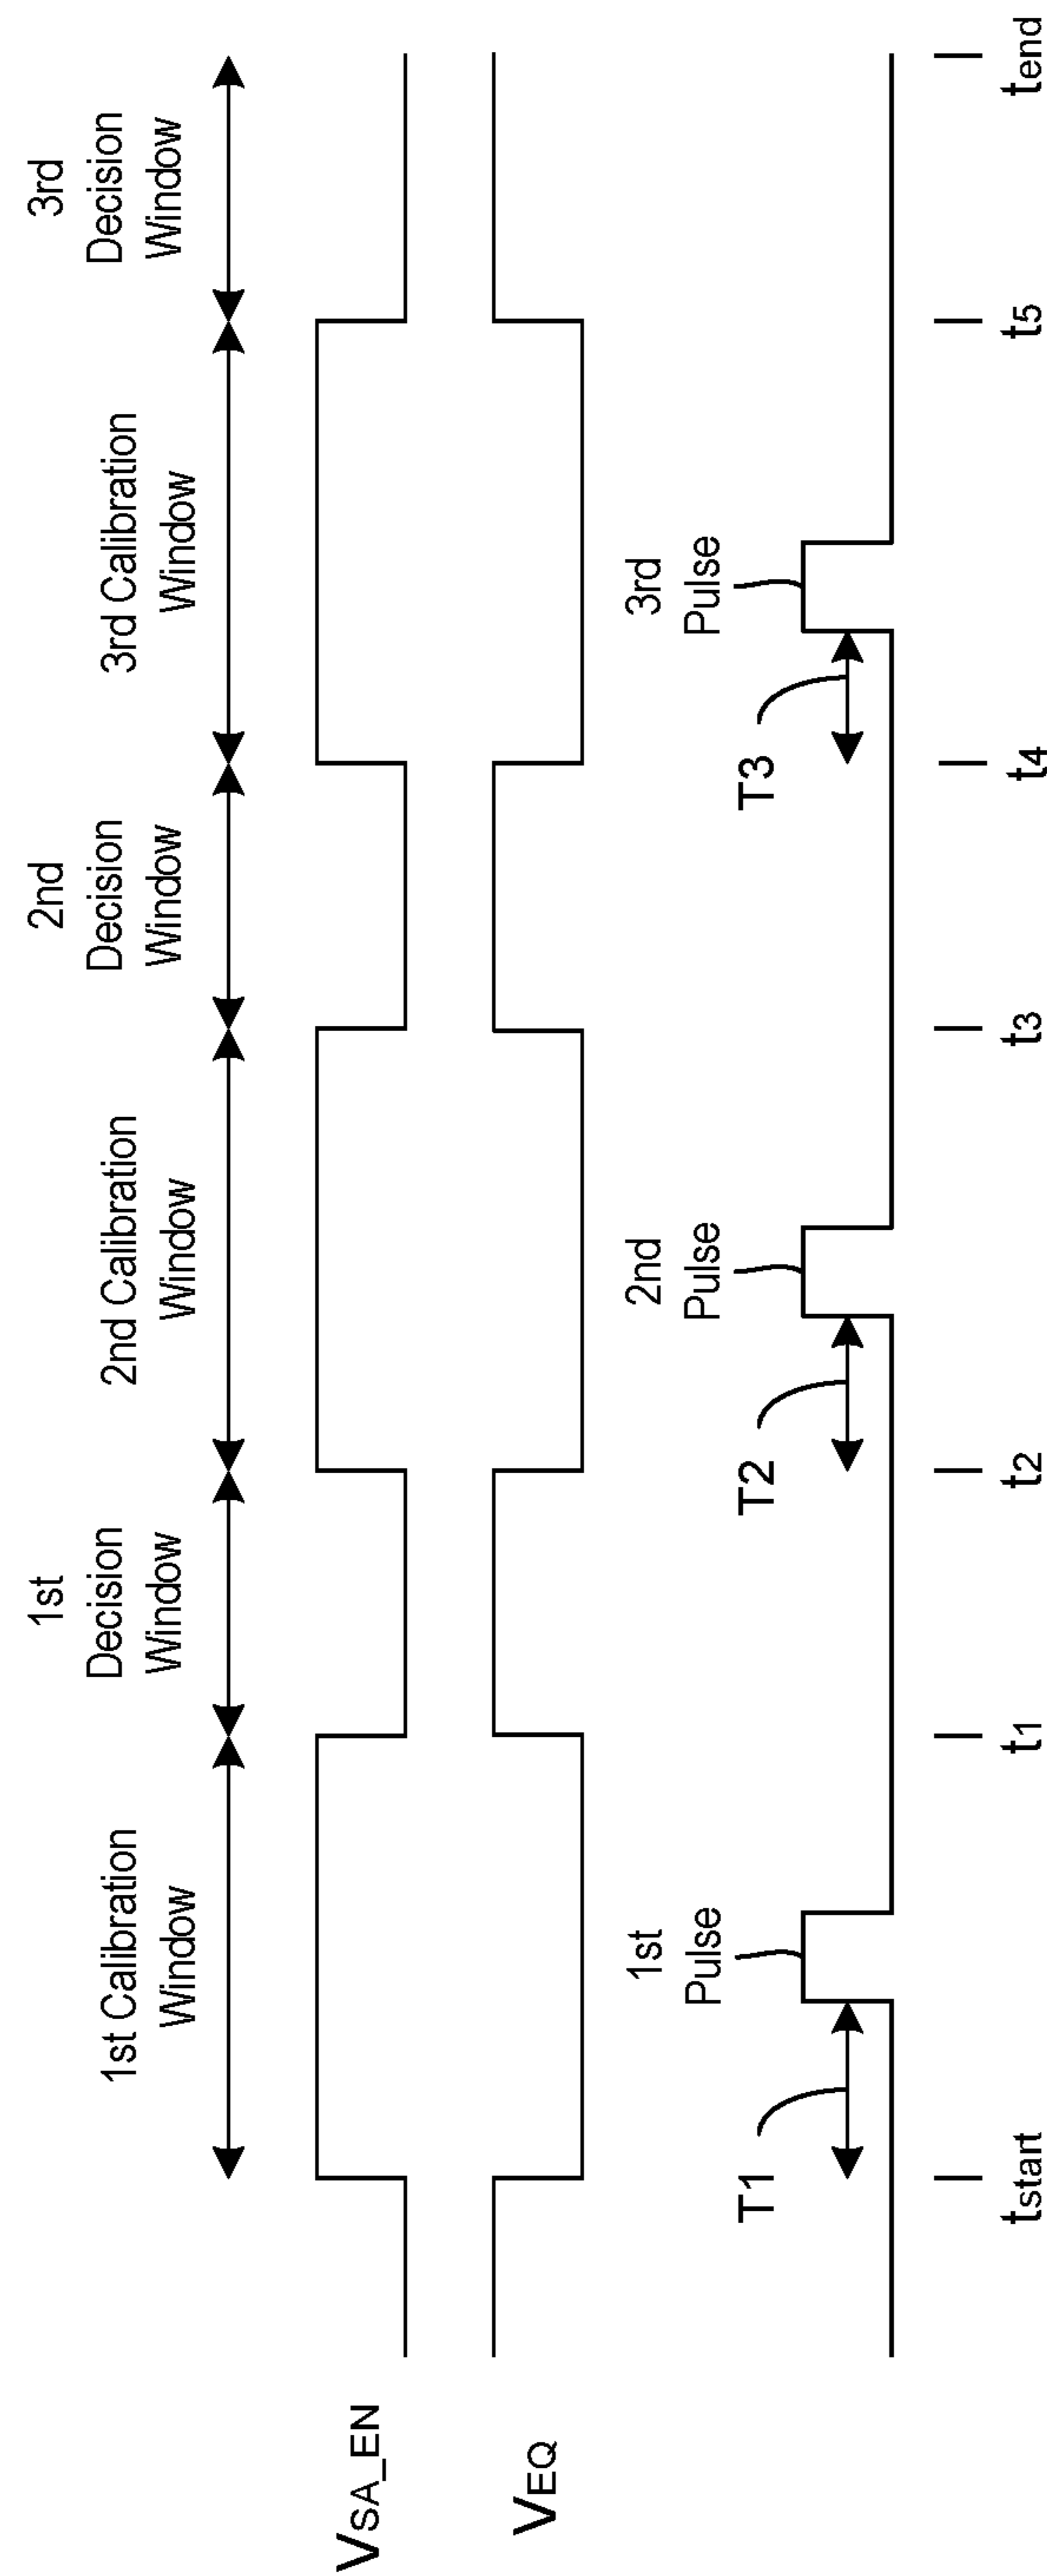 1st Calibration
Window
1st
Decision
Window
2nd Calibration
Window
2nd
Decision
Window
3rd Calibration
Window
3rd
Decision
Window
VSA_EN
VEQ
1st
Pulse
2nd
Pulse
3rd
Pulse
T1
T2
T3
tstart
t1
t2
t3
t4
t5
tend